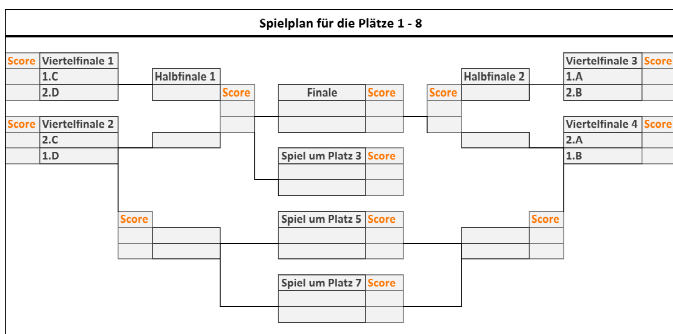 Spielplan für die Plätze 1 - 8
Score Viertelfinale 1
1.C
2.D
Halbfinale 1
Score
Score Viertelfinale 2
2.C
1.D
Finale Score
Spiel um Platz 3 Score
Halbfinale 2
Score
Viertelfinale 3 Score
1.A
2.B
Viertelfinale 4 Score
2.A
1.B
Score
Spiel um Platz 5 Score
Score
Spiel um Platz 7 Score